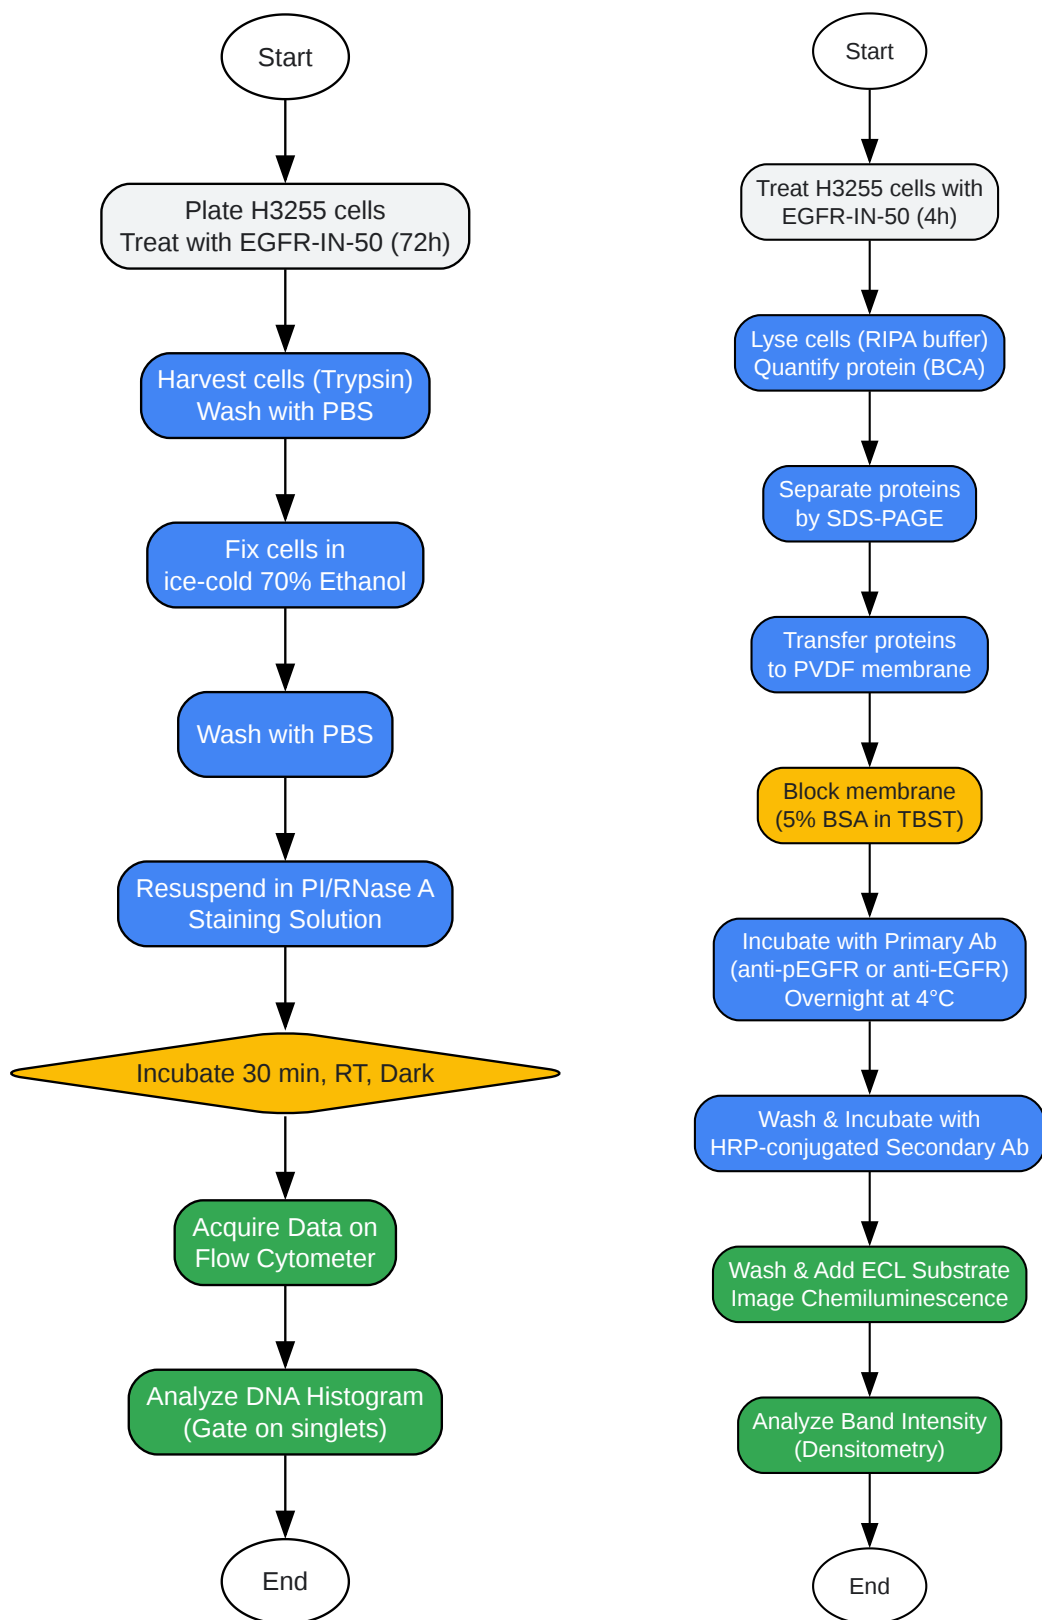 Start
Plate H3255 cells
Treat with EGFR-IN-50 (72h)
Harvest cells (Trypsin)
Wash with PBS
Fix cells in
ice-cold 70% Ethanol
Wash with PBS
Resuspend in PI/RNase A
Staining Solution
Incubate 30 min, RT, Dark
Acquire Data on
Flow Cytometer
Analyze DNA Histogram
(Gate on singlets)
End
Start
Treat H3255 cells with
EGFR-IN-50 (4h)
Lyse cells (RIPA buffer)
Quantify protein (BCA)
Separate proteins
by SDS-PAGE
Transfer proteins
to PVDF membrane
Block membrane
(5% BSA in TBST)
Incubate with Primary Ab
(anti-pEGFR or anti-EGFR)
Overnight at 4°C
Wash & Incubate with
HRP-conjugated Secondary Ab
Wash & Add ECL Substrate
Image Chemiluminescence
Analyze Band Intensity
(Densitometry)
End